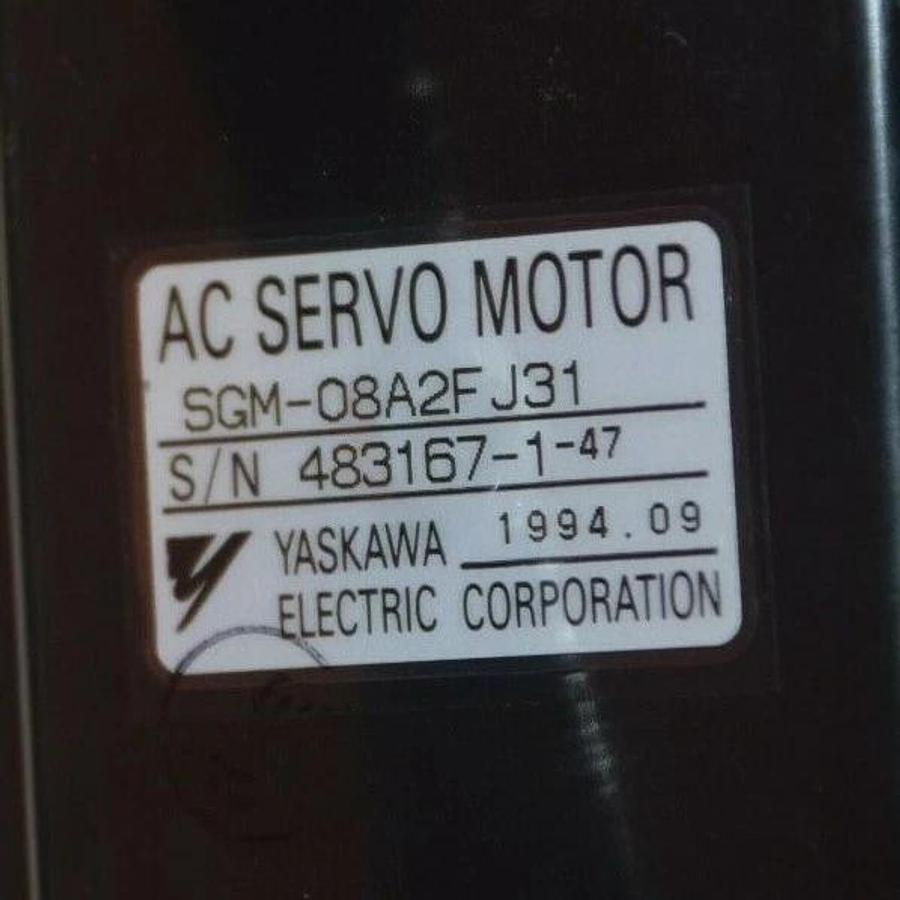 AC SERVO MOTOR
SGM-08A2FJ31
S/N 483167-1-47
YASKAWA 1994.09
ELECTRIC CORPORATION